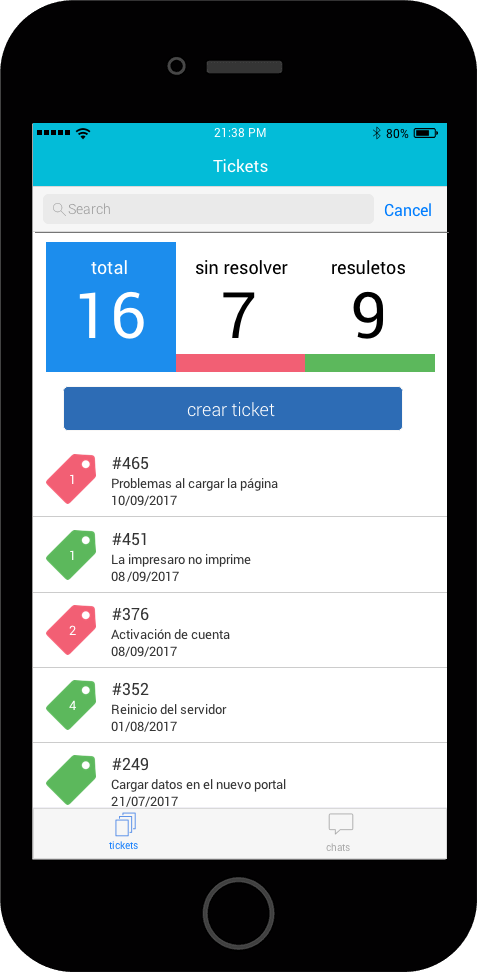 21:38 PM 80%
Tickets
Search Cancel
total sin resolver resuletos
16 7 9
crear ticket
#465
1 Problemas al cargar la página
10/09/2017
#451
1 La impresaro no imprime
08/09/2017
#376
2 Activación de cuenta
08/09/2017
#352
4 Reinicio del servidor
01/08/2017
#249
Cargar datos en el nuevo portal
21/07/2017
tickets chats